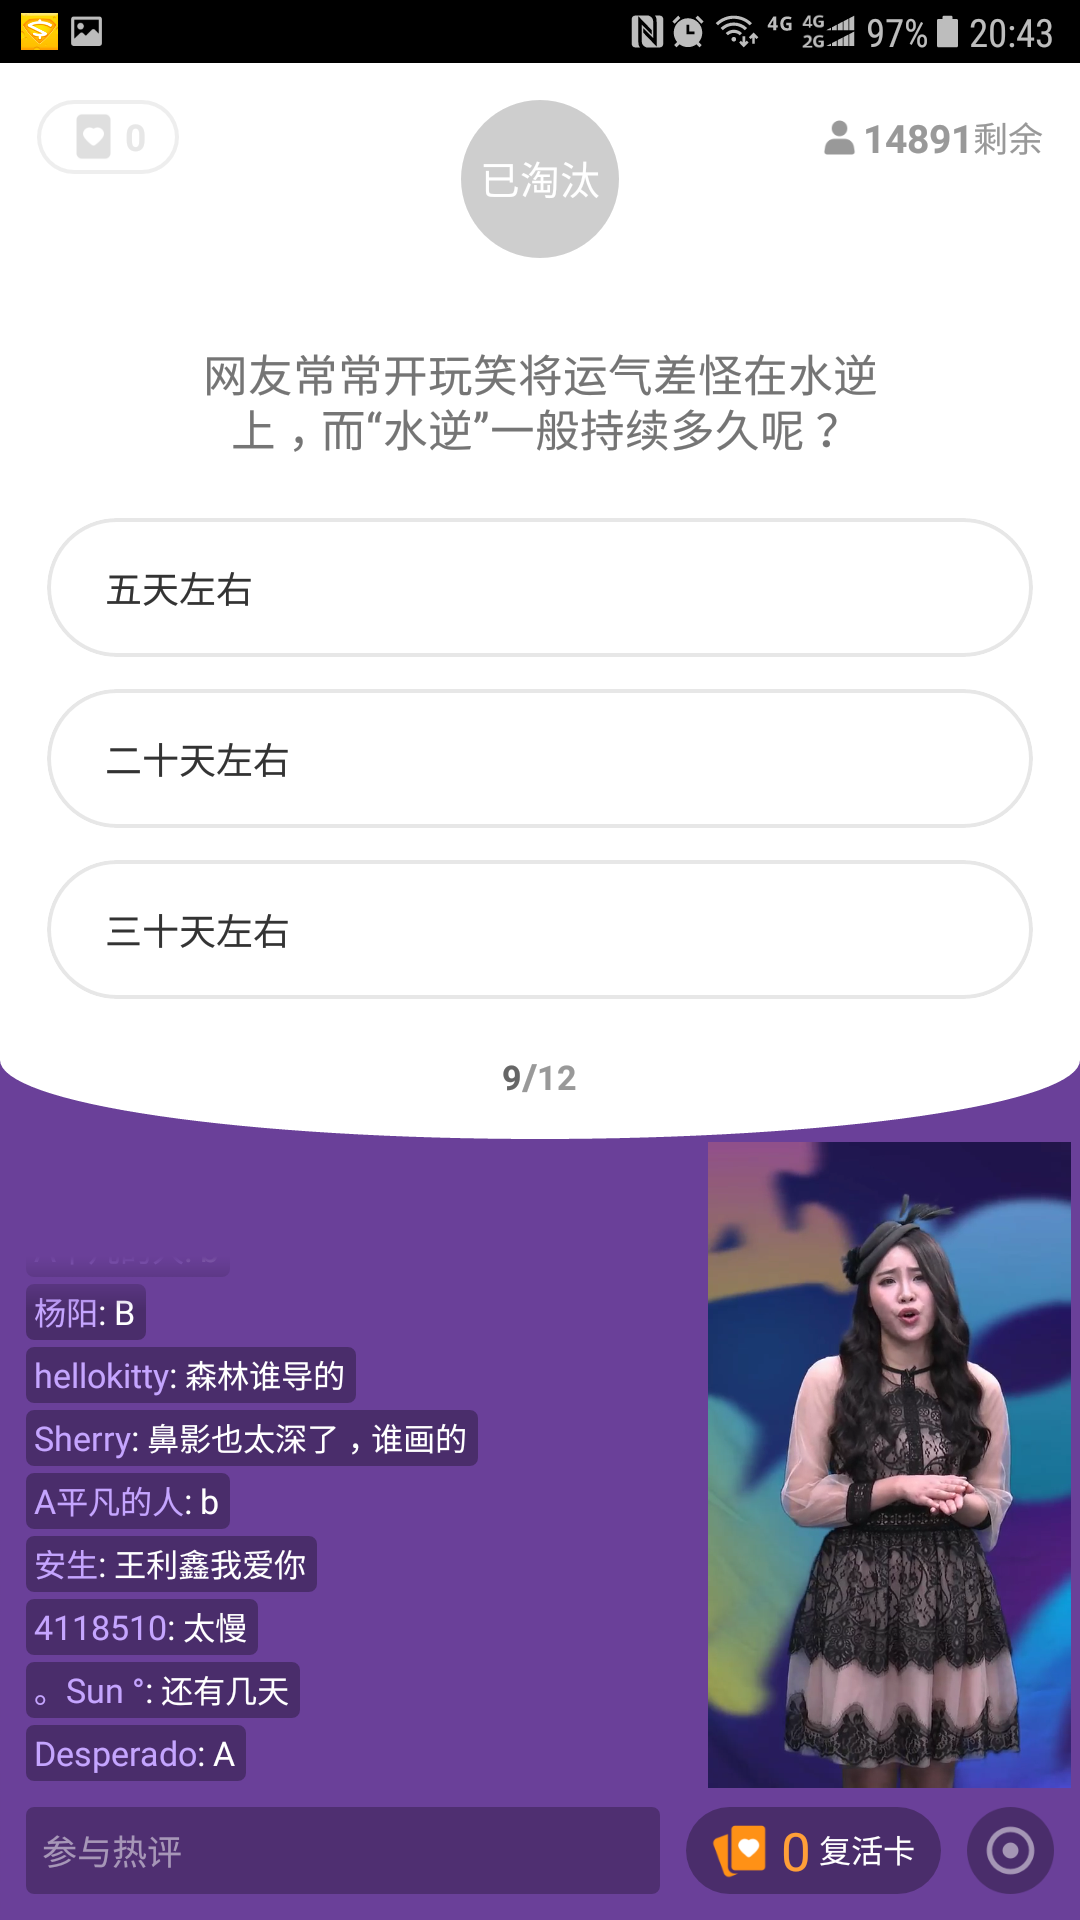 4G 4G 2G 97% 20:43
0
已淘汰
14891剩余
网友常常开玩笑将运气差怪在水逆
上，而“水逆”一般持续多久呢？
五天左右
二十天左右
三十天左右
9/12
杨阳: B
hellokitty: 森林谁导的
Sherry: 鼻影也太深了，谁画的
A平凡的人: b
安生: 王利鑫我爱你
4118510: 太慢
。Sun °: 还有几天
Desperado: A
参与热评
0 复活卡